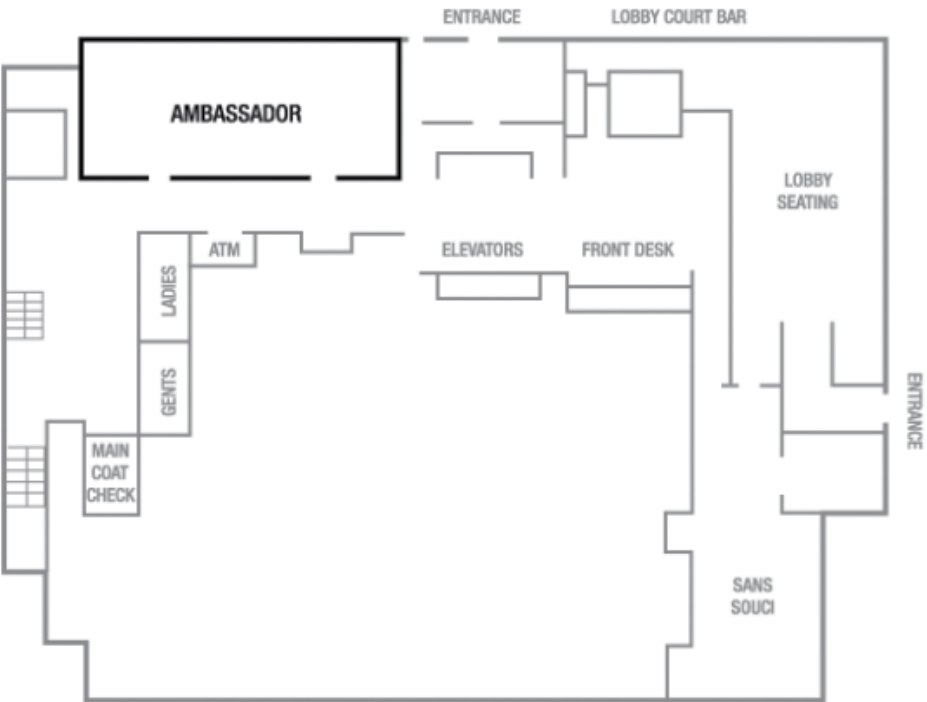 ENTRANCE
LOBBY COURT BAR
AMBASSADOR
LOBBY
SEATING
ATM
ELEVATORS
FRONT DESK
LADIES
GENTS
ENTRANCE
MAIN
COAT
CHECK
SANS
SOUCI